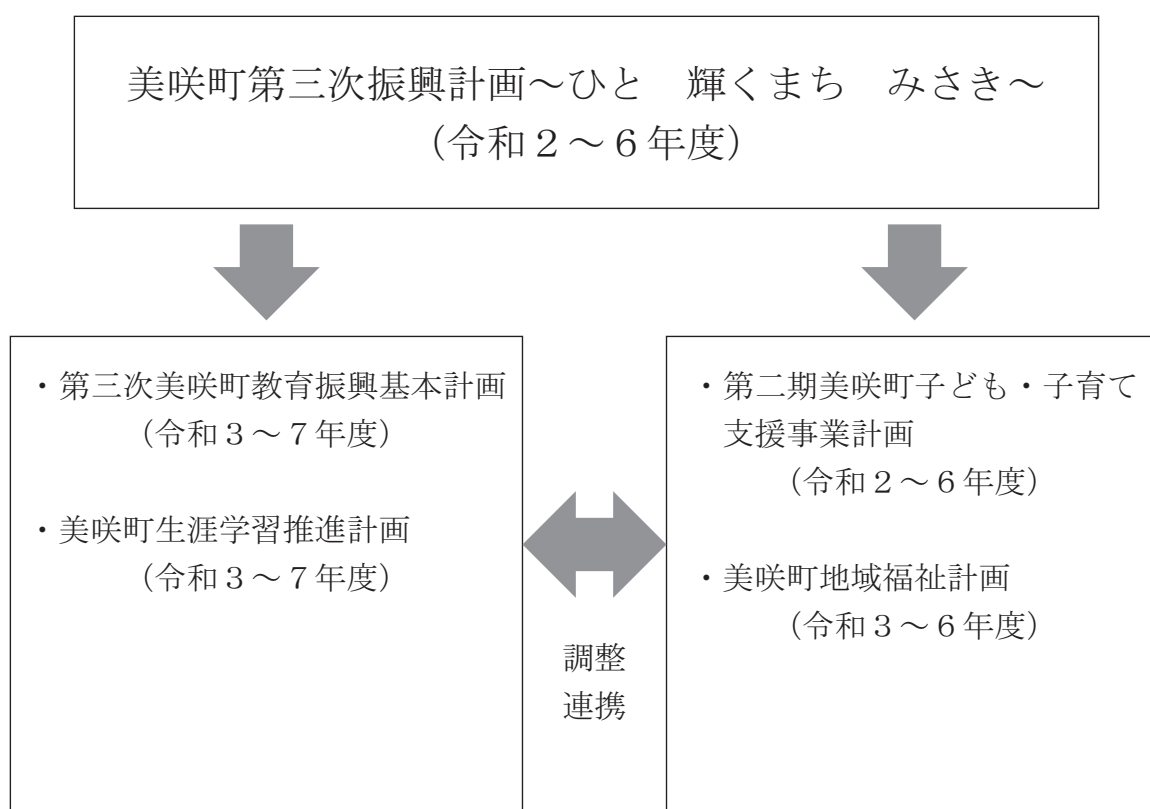 美咲町第三次振興計画～ひと　輝くまち　みさき～
（令和２～６年度）
・第三次美咲町教育振興基本計画
（令和３～７年度）
・美咲町生涯学習推進計画
（令和３～７年度）
調整
連携
・第二期美咲町子ども・子育て
支援事業計画
（令和２～６年度）
・美咲町地域福祉計画
（令和３～６年度）